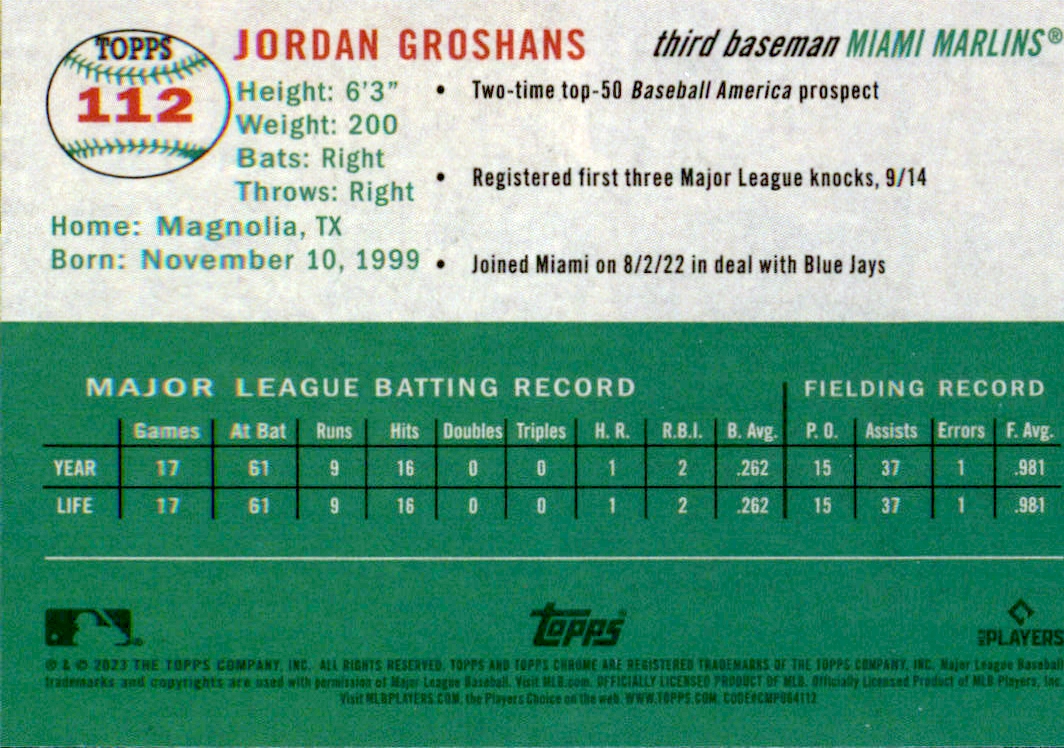 TOPPS
112
JORDAN GROSHANS
third baseman MIAMI MARLINS®
Height: 6'3"
Weight: 200
Bats: Right
Throws: Right
Home: Magnolia, TX
Born: November 10, 1999
• Two-time top-50 Baseball America prospect
• Registered first three Major League knocks, 9/14
• Joined Miami on 8/2/22 in deal with Blue Jays
MAJOR LEAGUE BATTING RECORD FIELDING RECORD
Games At Bat Runs Hits Doubles Triples H. R. R.B.I. B. Avg. P. O. Assists Errors F. Avg.
YEAR 17 61 9 16 0 0 1 2 .262 15 37 1 .981
LIFE 17 61 9 16 0 0 1 2 .262 15 37 1 .981
topps®
PLAYERS
® & © 2023 THE TOPPS COMPANY, INC. ALL RIGHTS RESERVED. TOPPS AND TOPPS CHROME ARE REGISTERED TRADEMARKS OF THE TOPPS COMPANY, INC. Major League Baseball
trademarks and copyrights are used with permission of Major League Baseball. Visit MLB.com. OFFICIALLY LICENSED PRODUCT OF MLB. Officially Licensed Product of MLB Players, Inc.
Visit MLBPLAYERS.COM, the Players Choice on the web. WWW.TOPPS.COM. CODE#CMP084112